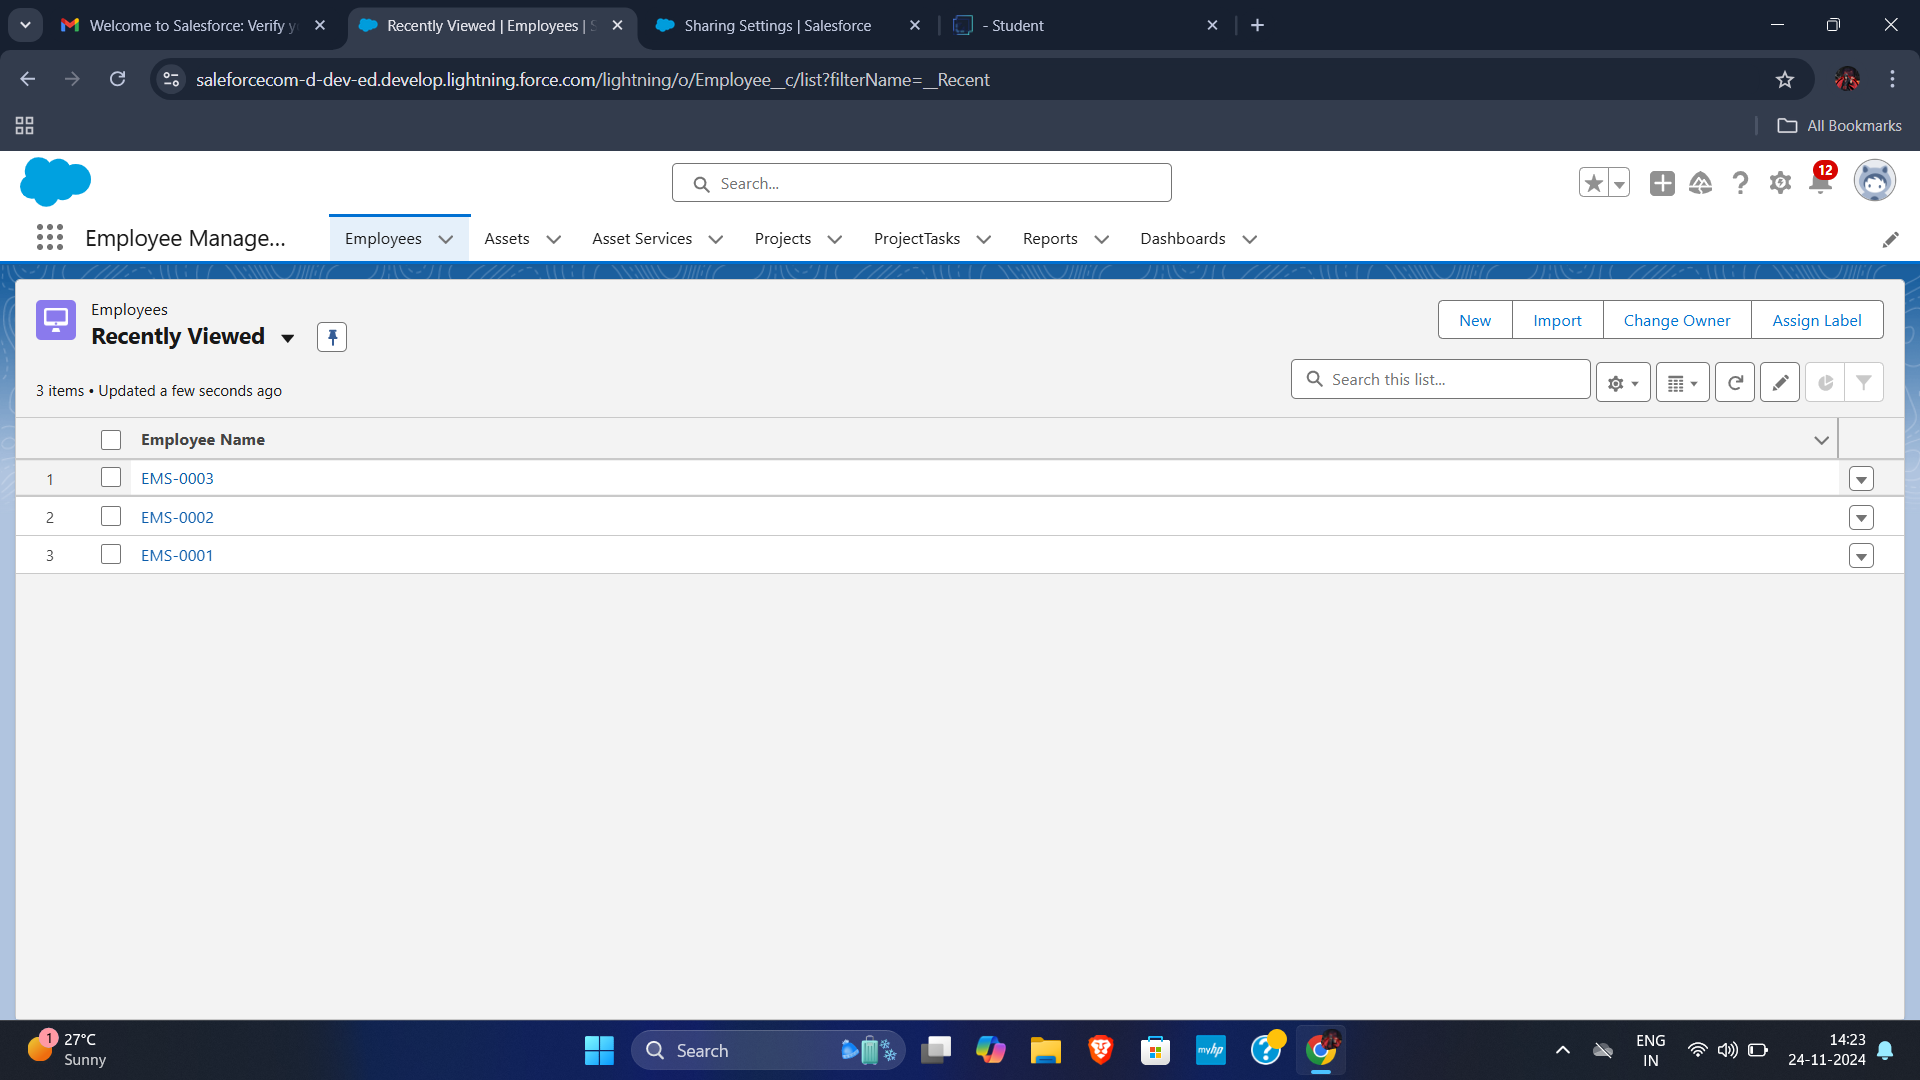 Welcome to Salesforce: Verify y
Recently Viewed | Employees | S
Sharing Settings | Salesforce
- Student
saleforcecom-d-dev-ed.develop.lightning.force.com/lightning/o/Employee__c/list?filterName=__Recent
All Bookmarks
Search...
12
Employee Manage...
Employees
Assets
Asset Services
Projects
ProjectTasks
Reports
Dashboards
Employees
Recently Viewed
New
Import
Change Owner
Assign Label
3 items • Updated a few seconds ago
Search this list...
Employee Name
1 EMS-0003
2 EMS-0002
3 EMS-0001
1
27°C
Sunny
Search
myhp
ENG
IN
14:23
24-11-2024